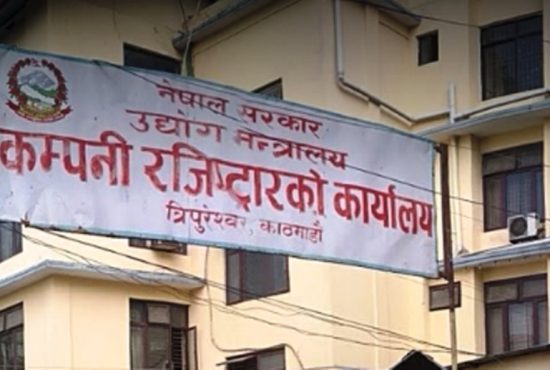 नेपाल सरकार
उद्योग मन्त्रालय
कम्पनी रजिष्ट्रारको कार्यालय
त्रिपुरेश्वर, काठमाडौं